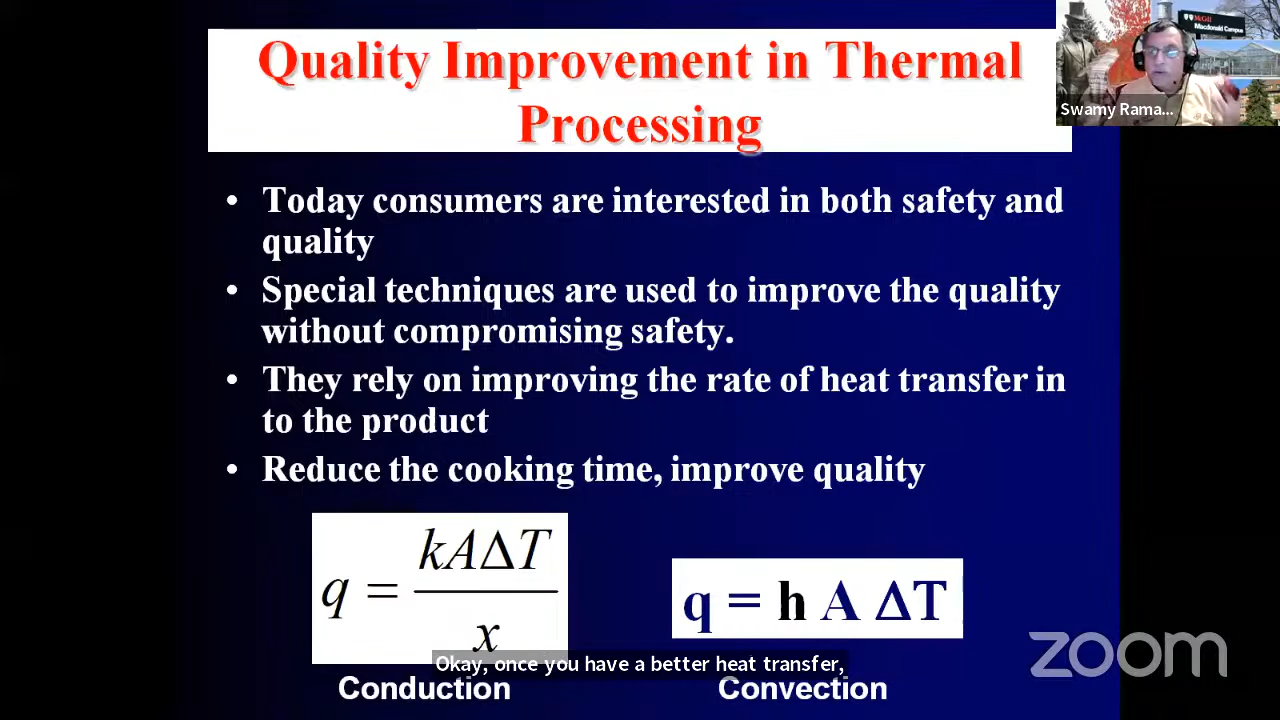 Quality Improvement in Thermal
Processing
McGill
Macdonald Campus
Swamy Rama...
• Today consumers are interested in both safety and
quality
• Special techniques are used to improve the quality
without compromising safety.
• They rely on improving the rate of heat transfer in
to the product
• Reduce the cooking time, improve quality
q = kAΔT / x
q = h A ΔT
Okay, once you have a better heat transfer,
Conduction
Convection
zoom